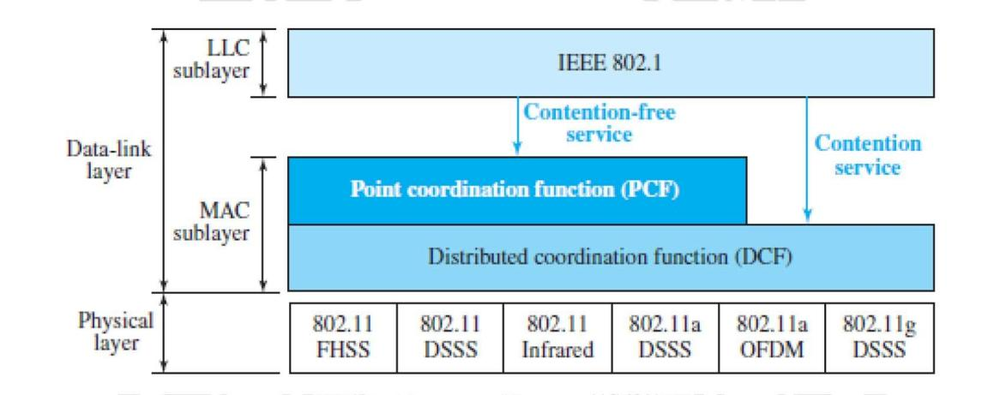 LLC
sublayer
IEEE 802.1
Contention-free
service
Contention
service
Data-link
layer
Point coordination function (PCF)
MAC
sublayer
Distributed coordination function (DCF)
Physical
layer
802.11
FHSS
802.11
DSSS
802.11
Infrared
802.11a
DSSS
802.11a
OFDM
802.11g
DSSS